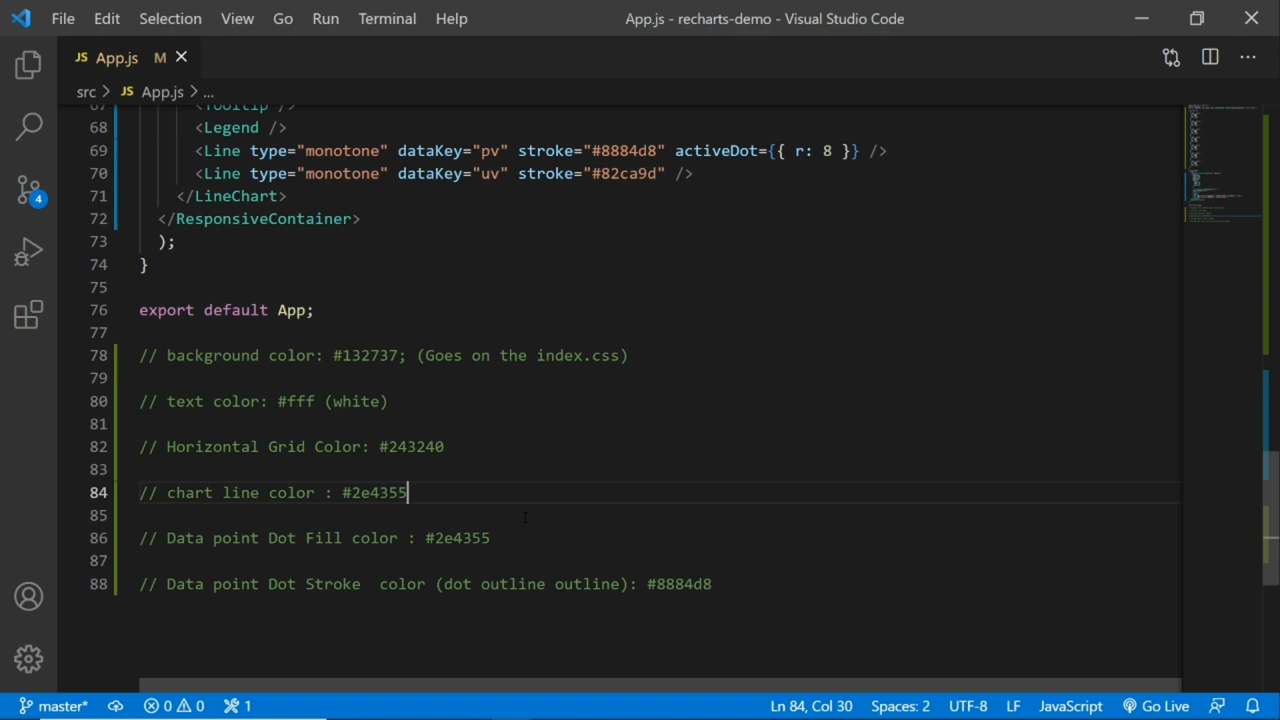 File Edit Selection View Go Run Terminal Help App.js - recharts-demo - Visual Studio Code
JS App.js M
src > JS App.js > ...
67 <Tooltip />
68 <Legend />
69 <Line type="monotone" dataKey="pv" stroke="#8884d8" activeDot={{ r: 8 }} />
70 <Line type="monotone" dataKey="uv" stroke="#82ca9d" />
71 </LineChart>
72 </ResponsiveContainer>
73 );
74 }
75
76 export default App;
77
78 // background color: #132737; (Goes on the index.css)
79
80 // text color: #fff (white)
81
82 // Horizontal Grid Color: #243240
83
84 // chart line color : #2e4355
85
86 // Data point Dot Fill color : #2e4355
87
88 // Data point Dot Stroke  color (dot outline outline): #8884d8
4
master* 0 0 1 Ln 84, Col 30 Spaces: 2 UTF-8 LF JavaScript Go Live